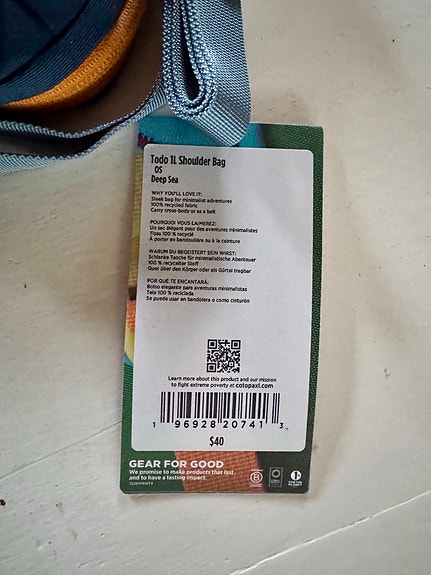 Todo 1L Shoulder Bag
OS
Deep Sea
WHY YOU'LL LOVE IT:
Sleek bag for minimalist adventures
100% recycled fabric
Carry cross-body or as a belt
POURQUOI VOUS L'AIMEREZ:
Un sac élégant pour des aventures minimalistes
Tissu 100 % recyclé
À porter en bandoulière ou à la ceinture
WARUM DU BEGEISTERT SEIN WIRST:
Schlanke Tasche für minimalistische Abenteuer
100 % recycelter Stoff
Quer über den Körper oder als Gürtel tragbar
POR QUÉ TE ENCANTARÁ:
Bolso elegante para aventuras minimalistas
Tela 100 % reciclada
Se puede usar en bandolera o como cinturón
Learn more about this product and our mission
to fight extreme poverty at cotopaxi.com
1 96928 20741 3
$40
GEAR FOR GOOD
We promise to make products that last
and to have a lasting impact.
B